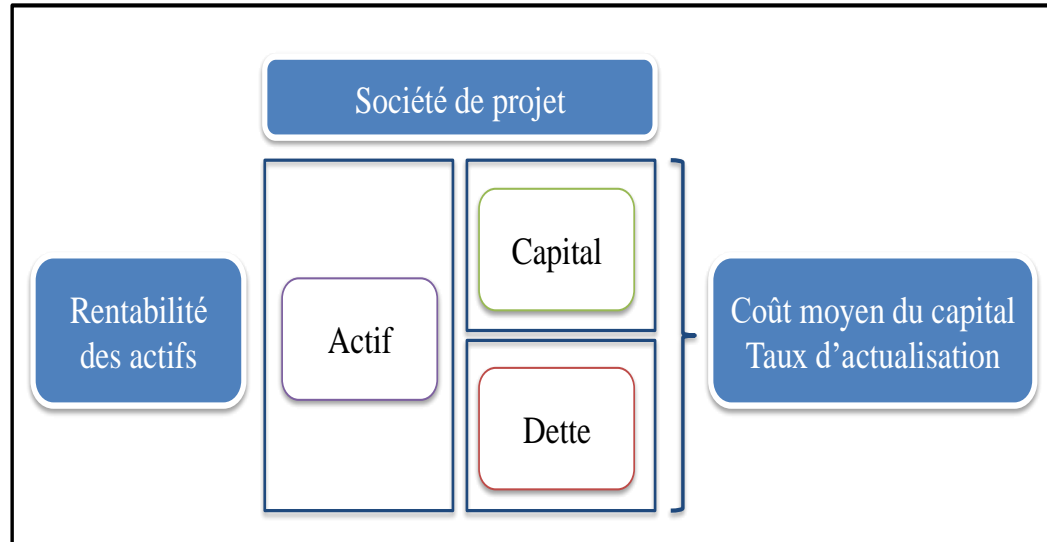 Société de projet
Rentabilité
des actifs
Actif
Capital
Dette
Coût moyen du capital
Taux d’actualisation